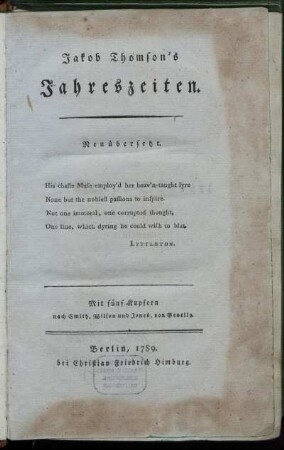 Jakob Thomson's
Jahreszeiten.
Neuübersetzt.
His chaste Muse employ'd her heav'n-taught lyre
None but the noblest passions to inspire.
Not one immoral, one corrupted thought,
One line, which dying he could wish to blot.
LYTTLETON.
Mit fünf Kupfern
nach Smith, Wilson und Jones, von Genelly.
Berlin, 1789.
bei Christian Friedrich Himburg.